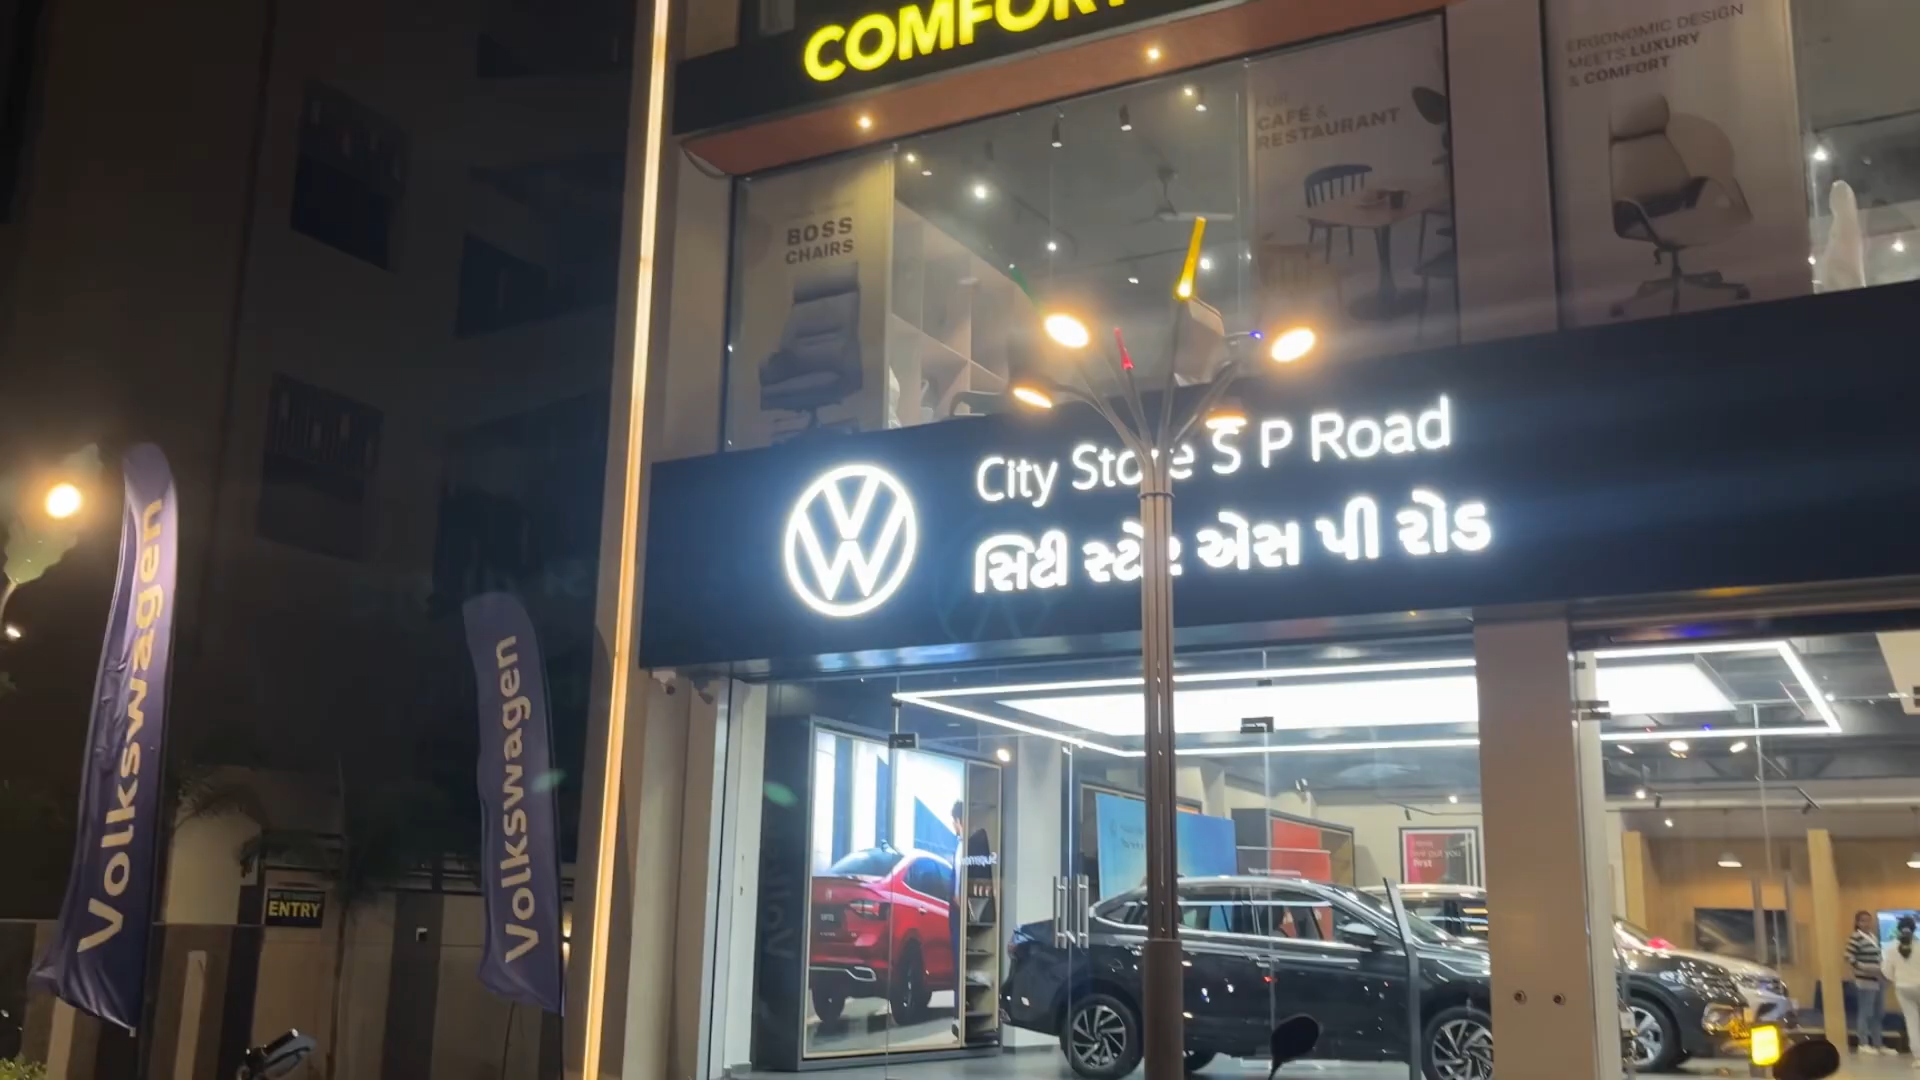 COMFORT
ERGONOMIC DESIGN
MEETS LUXURY
& COMFORT
CAFE &
RESTAURANT
BOSS
CHAIRS
City Store S P Road
સિટી સ્ટોર એસ પી રોડ
Volkswagen
Volkswagen
ENTRY